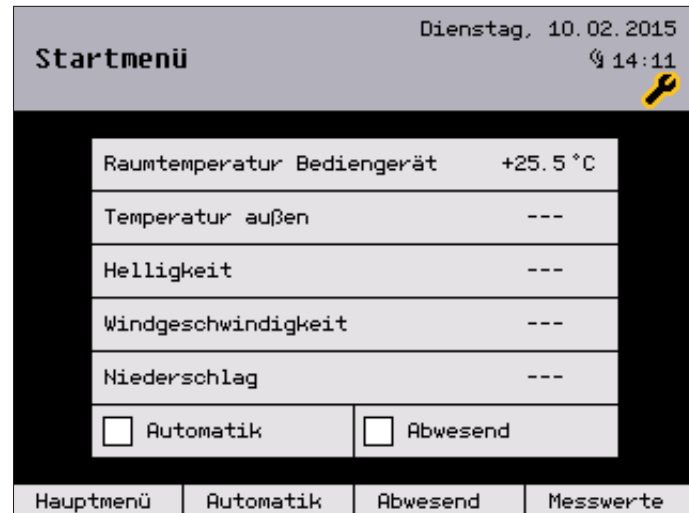 Dienstag, 10.02.2015
Startmenü
14:11
Raumtemperatur Bediengerät +25.5°C
Temperatur außen ---
Helligkeit ---
Windgeschwindigkeit ---
Niederschlag ---
Automatik Abwesend
Hauptmenü Automatik Abwesend Messwerte